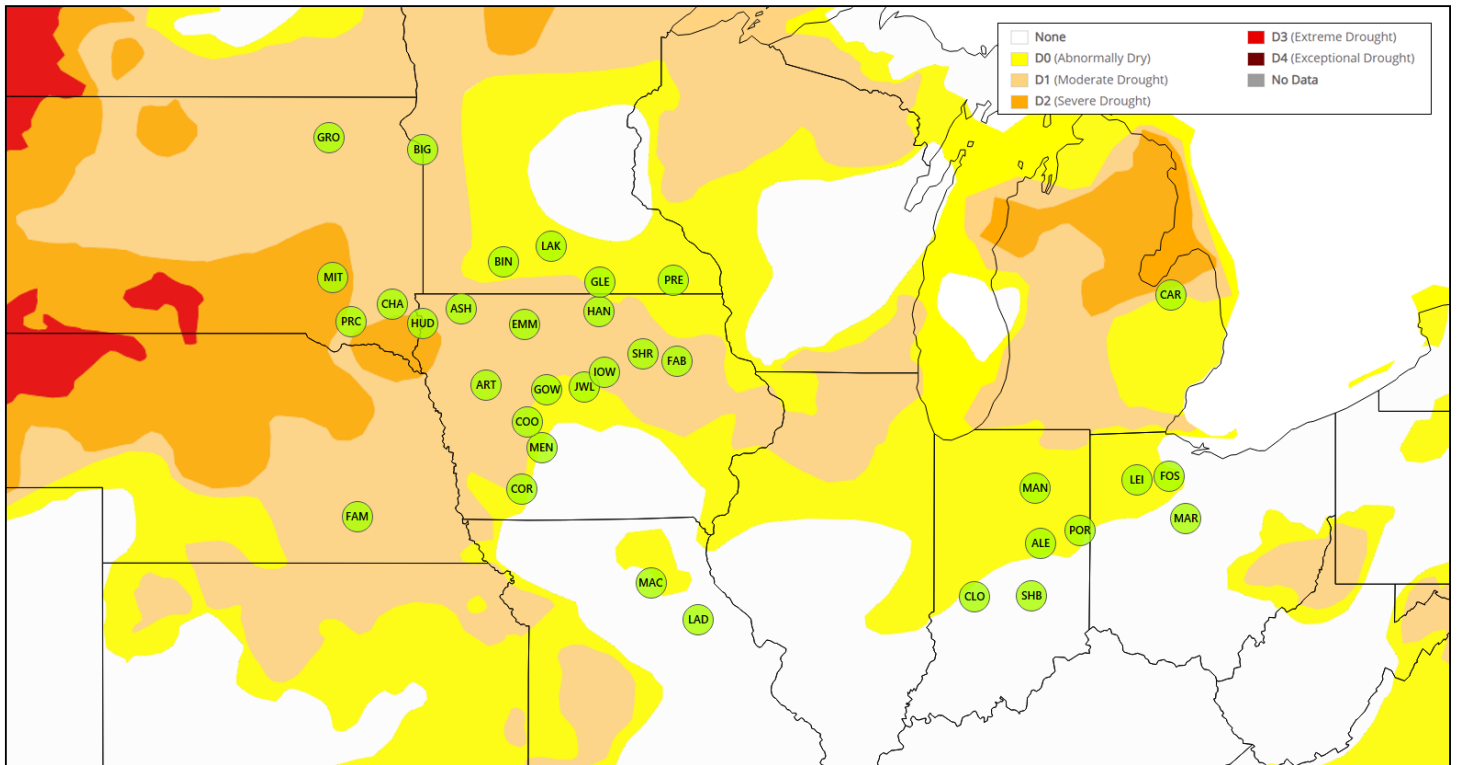 None
D0 (Abnormally Dry)
D1 (Moderate Drought)
D2 (Severe Drought)
D3 (Extreme Drought)
D4 (Exceptional Drought)
No Data
GRO
BIG
LAK
BIN
MIT
GLE
PRE
CAR
CHA
ASH
HAN
PRC
HUD
EMM
SHR
FAB
IOW
ART
GOW
JWL
COO
MEN
COR
MAN
LEI
FOS
FAM
MAR
POR
ALE
MAC
CLO
SHB
LAD